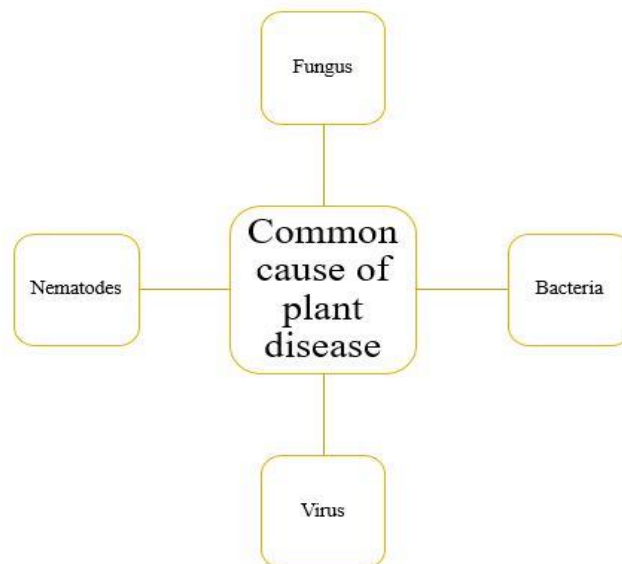 Fungus
Nematodes
Common
cause of
plant
disease
Bacteria
Virus